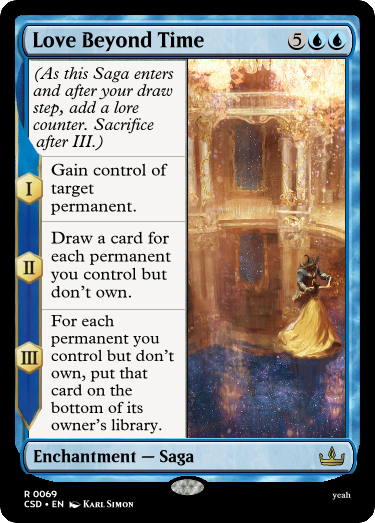 Love Beyond Time 5
(As this Saga enters
and after your draw
step, add a lore
counter. Sacrifice
after III.)
I
Gain control of
target
permanent.
II
Draw a card for
each permanent
you control but
don't own.
III
For each
permanent you
control but don't
own, put that
card on the
bottom of its
owner's library.
Enchantment — Saga
R 0069
CSD • EN Karl Simon
yeah